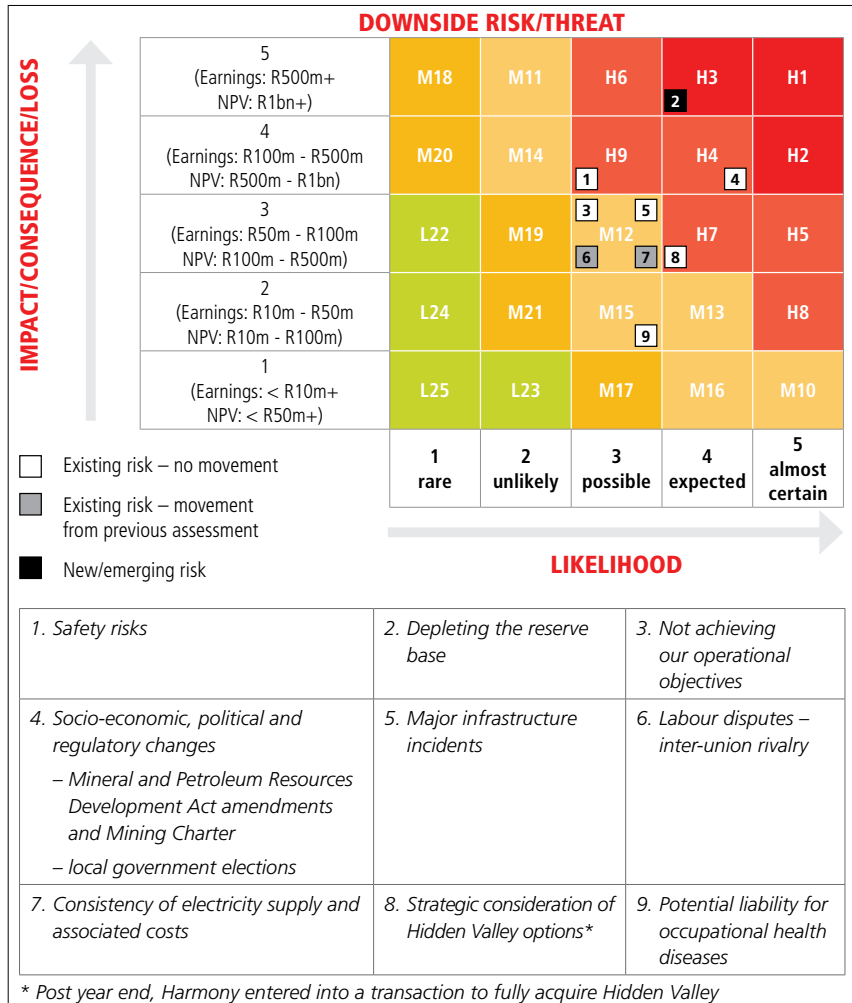 DOWNSIDE RISK/THREAT
IMPACT/CONSEQUENCE/LOSS
5
(Earnings: R500m+
NPV: R1bn+)
M18
M11
H6
H3
2
H1
4
(Earnings: R100m - R500m
NPV: R500m - R1bn)
M20
M14
H9
1
H4
4
H2
3
(Earnings: R50m - R100m
NPV: R100m - R500m)
L22
M19
3
5
M12
6
7
H7
8
H5
2
(Earnings: R10m - R50m
NPV: R10m - R100m)
L24
M21
M15
9
M13
H8
1
(Earnings: < R10m+
NPV: < R50m+)
L25
L23
M17
M16
M10
1
rare
2
unlikely
3
possible
4
expected
5
almost
certain
LIKELIHOOD
Existing risk – no movement
Existing risk – movement
from previous assessment
New/emerging risk
1. Safety risks
2. Depleting the reserve
base
3. Not achieving
our operational
objectives
4. Socio-economic, political and
regulatory changes
– Mineral and Petroleum Resources
Development Act amendments
and Mining Charter
– local government elections
5. Major infrastructure
incidents
6. Labour disputes –
inter-union rivalry
7. Consistency of electricity supply and
associated costs
8. Strategic consideration of
Hidden Valley options*
9. Potential liability for
occupational health
diseases
* Post year end, Harmony entered into a transaction to fully acquire Hidden Valley